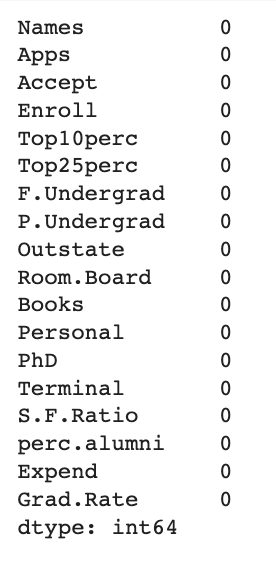 Names 0
Apps 0
Accept 0
Enroll 0
Top10perc 0
Top25perc 0
F.Undergrad 0
P.Undergrad 0
Outstate 0
Room.Board 0
Books 0
Personal 0
PhD 0
Terminal 0
S.F.Ratio 0
perc.alumni 0
Expend 0
Grad.Rate 0
dtype: int64